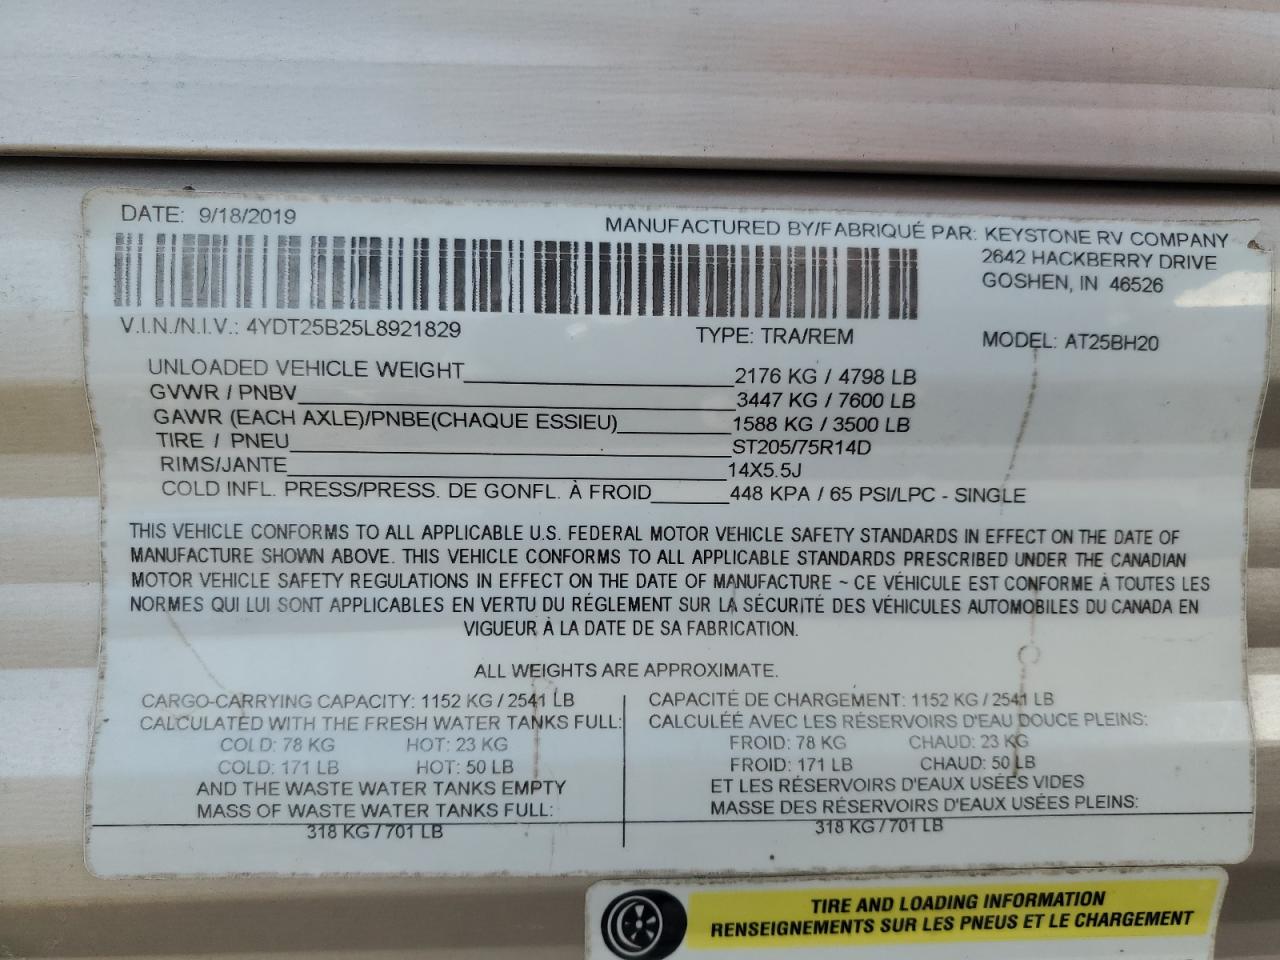 DATE: 9/18/2019
MANUFACTURED BY/FABRIQUÉ PAR: KEYSTONE RV COMPANY
2642 HACKBERRY DRIVE
GOSHEN, IN 46526
V.I.N./N.I.V.: 4YDT25B25L8921829
TYPE: TRA/REM
MODEL: AT25BH20
UNLOADED VEHICLE WEIGHT 2176 KG / 4798 LB
GVWR / PNBV 3447 KG / 7600 LB
GAWR (EACH AXLE)/PNBE(CHAQUE ESSIEU) 1588 KG / 3500 LB
TIRE / PNEU ST205/75R14D
RIMS/JANTE 14X5.5J
COLD INFL. PRESS/PRESS. DE GONFL. À FROID 448 KPA / 65 PSI/LPC - SINGLE
THIS VEHICLE CONFORMS TO ALL APPLICABLE U.S. FEDERAL MOTOR VEHICLE SAFETY STANDARDS IN EFFECT ON THE DATE OF
MANUFACTURE SHOWN ABOVE. THIS VEHICLE CONFORMS TO ALL APPLICABLE STANDARDS PRESCRIBED UNDER THE CANADIAN
MOTOR VEHICLE SAFETY REGULATIONS IN EFFECT ON THE DATE OF MANUFACTURE ~ CE VÉHICULE EST CONFORME À TOUTES LES
NORMES QUI LUI SONT APPLICABLES EN VERTU DU RÉGLEMENT SUR LA SÉCURITÉ DES VÉHICULES AUTOMOBILES DU CANADA EN
VIGUEUR À LA DATE DE SA FABRICATION.
ALL WEIGHTS ARE APPROXIMATE.
CARGO-CARRYING CAPACITY: 1152 KG / 2541 LB
CALCULATED WITH THE FRESH WATER TANKS FULL:
COLD: 78 KG HOT: 23 KG
COLD: 171 LB HOT: 50 LB
AND THE WASTE WATER TANKS EMPTY
MASS OF WASTE WATER TANKS FULL:
318 KG / 701 LB
CAPACITÉ DE CHARGEMENT: 1152 KG / 2541 LB
CALCULÉE AVEC LES RÉSERVOIRS D'EAU DOUCE PLEINS:
FROID: 78 KG CHAUD: 23 KG
FROID: 171 LB CHAUD: 50 LB
ET LES RÉSERVOIRS D'EAUX USÉES VIDES
MASSE DES RÉSERVOIRS D'EAUX USÉES PLEINS:
318 KG / 701 LB
TIRE AND LOADING INFORMATION
RENSEIGNEMENTS SUR LES PNEUS ET LE CHARGEMENT